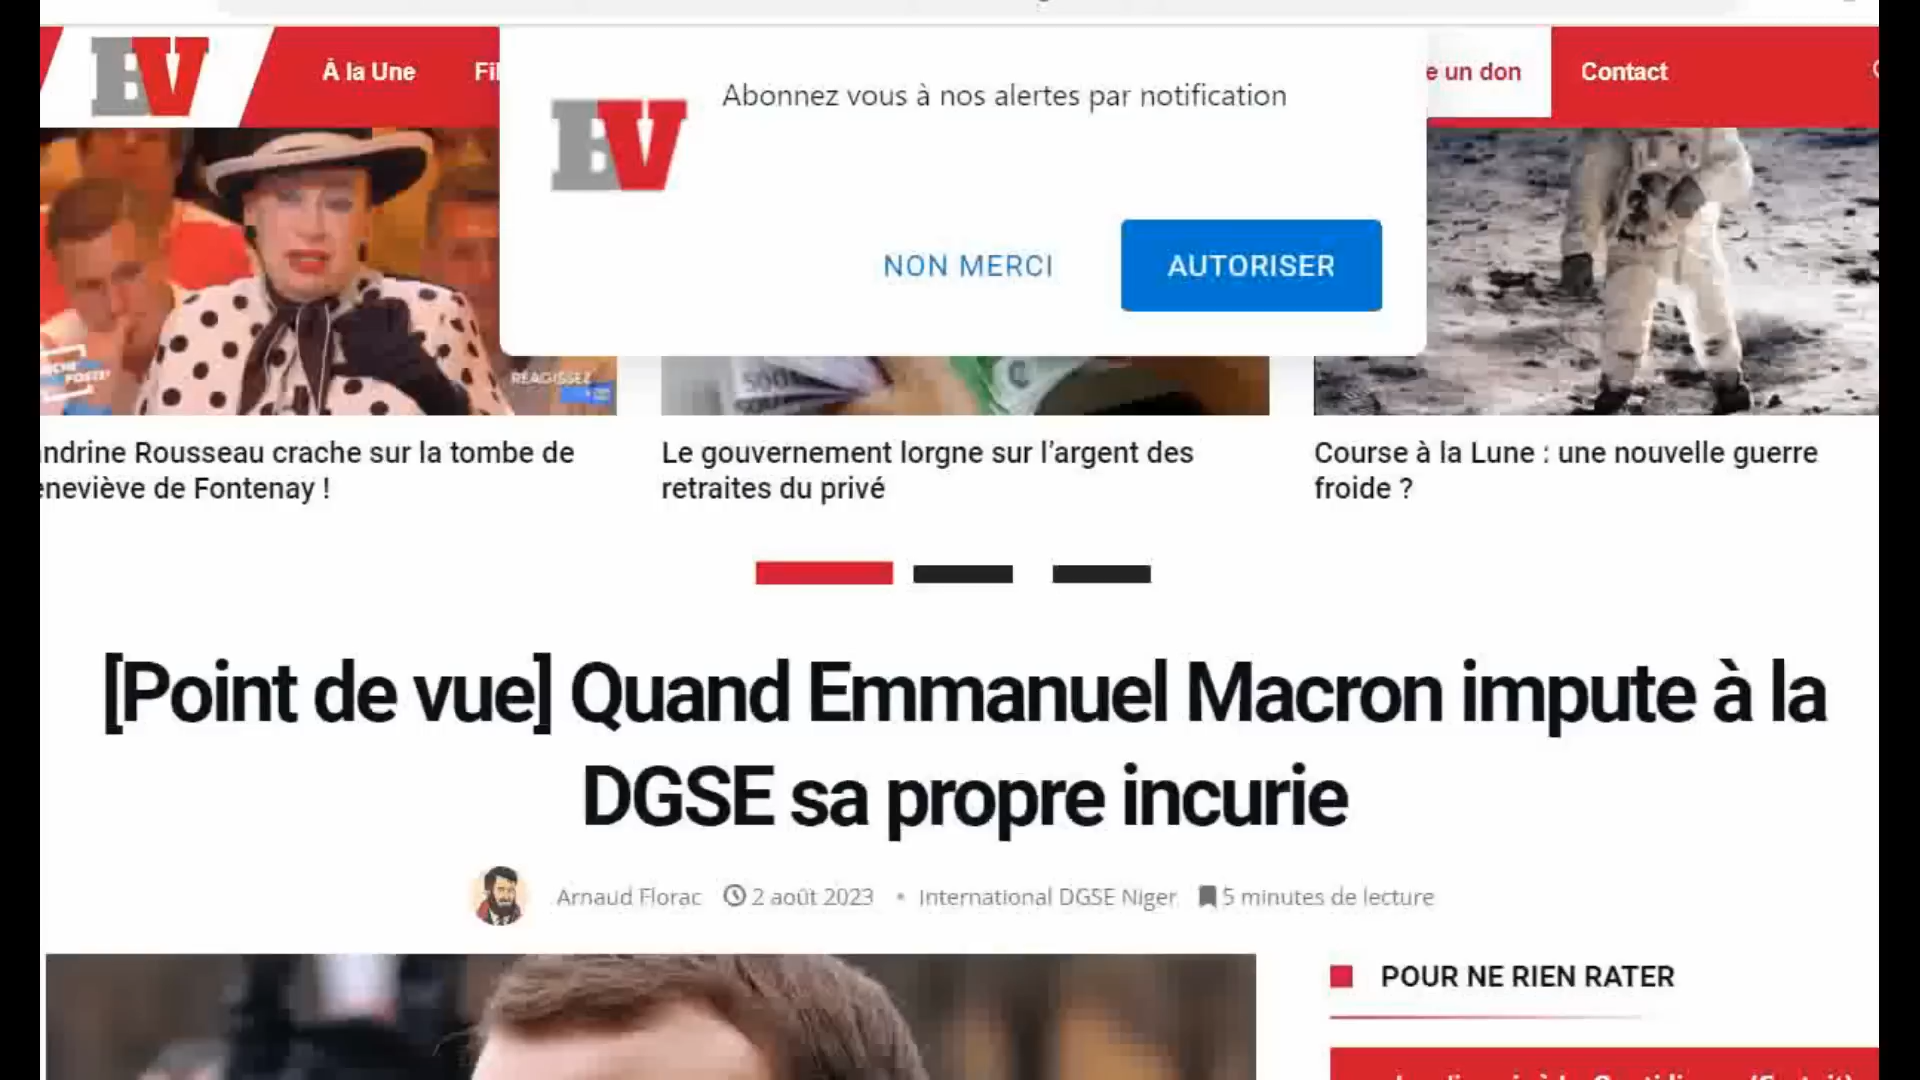 BV
À la Une
Abonnez vous à nos alertes par notification
BV
NON MERCI
AUTORISER
e un don
Contact
RÉAGISSEZ
500
ndrine Rousseau crache sur la tombe de
eneviève de Fontenay !
Le gouvernement lorgne sur l'argent des
retraites du privé
Course à la Lune : une nouvelle guerre
froide ?
[Point de vue] Quand Emmanuel Macron impute à la
DGSE sa propre incurie
Arnaud Florac 2 août 2023 • International DGSE Niger 5 minutes de lecture
POUR NE RIEN RATER